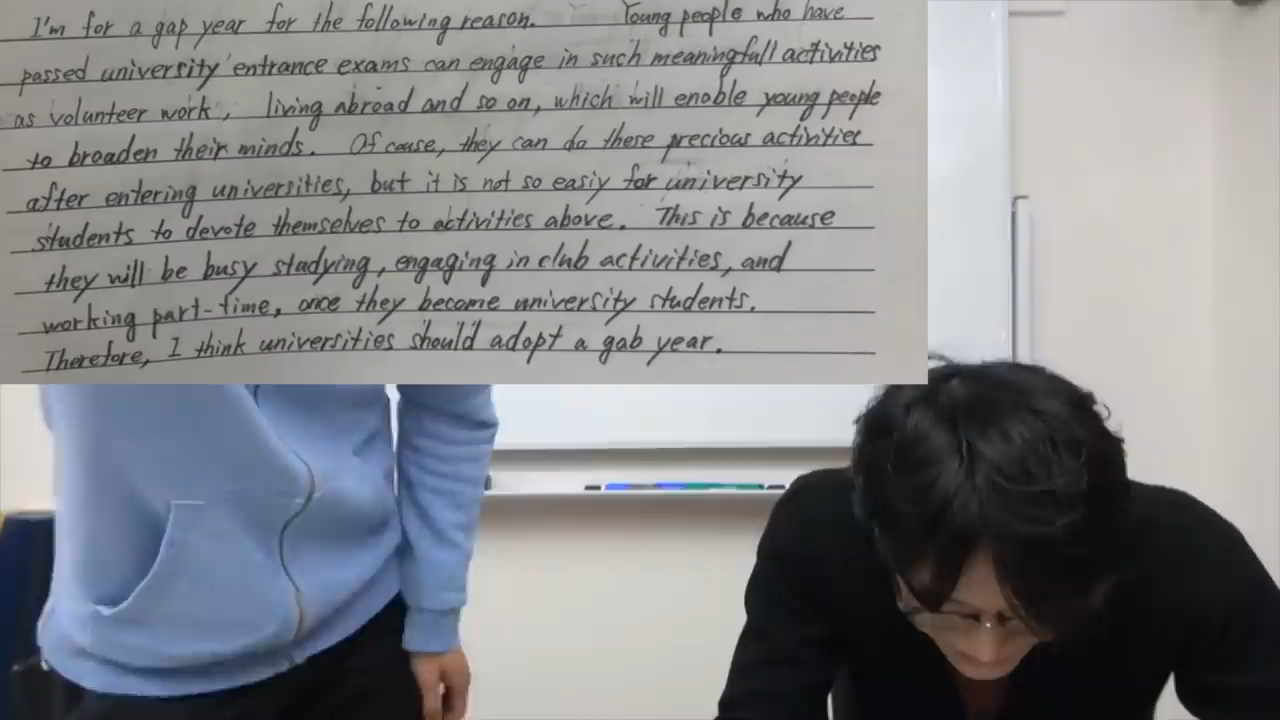 I'm for a gap year for the following reason. Young people who have
passed university entrance exams can engage in such meaningfull activities
as volunteer work, living abroad and so on, which will enable young people
to broaden their minds. Of cause, they can do these precious activities
after entering universities, but it is not so easiy for university
students to devote themselves to activities above. This is because
they will be busy studying, engaging in club activities, and
working part-time, once they become university students.
Therefore, I think universities should adopt a gab year.